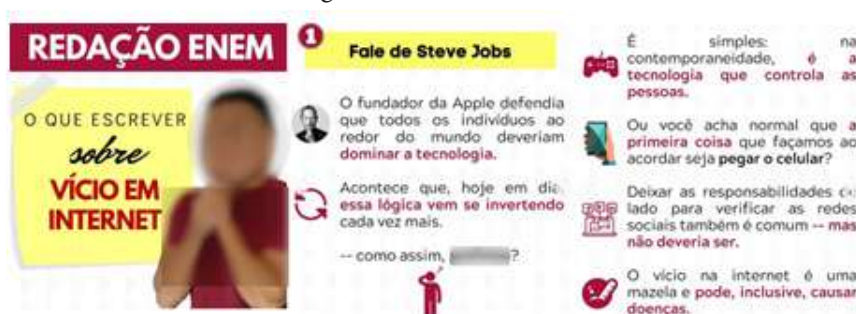 REDAÇÃO ENEM
O QUE ESCREVER
sobre
VÍCIO EM
INTERNET
1
Fale de Steve Jobs
O fundador da Apple defendia
que todos os indivíduos ao
redor do mundo deveriam
dominar a tecnologia.
Acontece que, hoje em dia,
essa lógica vem se invertendo
cada vez mais.
-- como assim, ?
É simples: na
contemporaneidade, é a
tecnologia que controla as
pessoas.
Ou você acha normal que a
primeira coisa que façamos ao
acordar seja pegar o celular?
Deixar as responsabilidades de
lado para verificar as redes
sociais também é comum -- mas
não deveria ser.
O vício na internet é uma
mazela e pode, inclusive, causar
doenças.